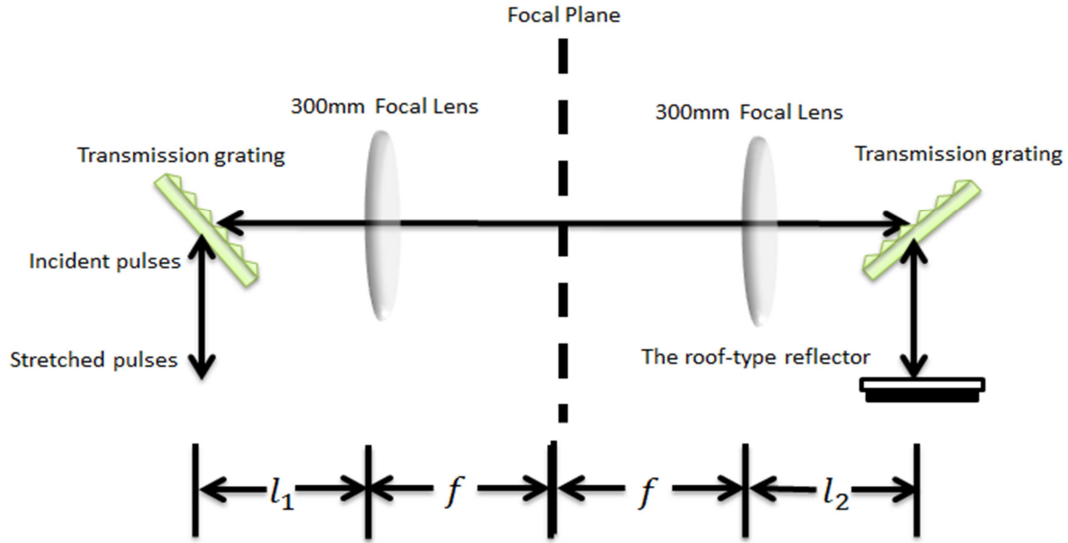 Focal Plane
300mm Focal Lens
300mm Focal Lens
Transmission grating
Transmission grating
Incident pulses
Stretched pulses
The roof-type reflector
l₁
f
f
l₂